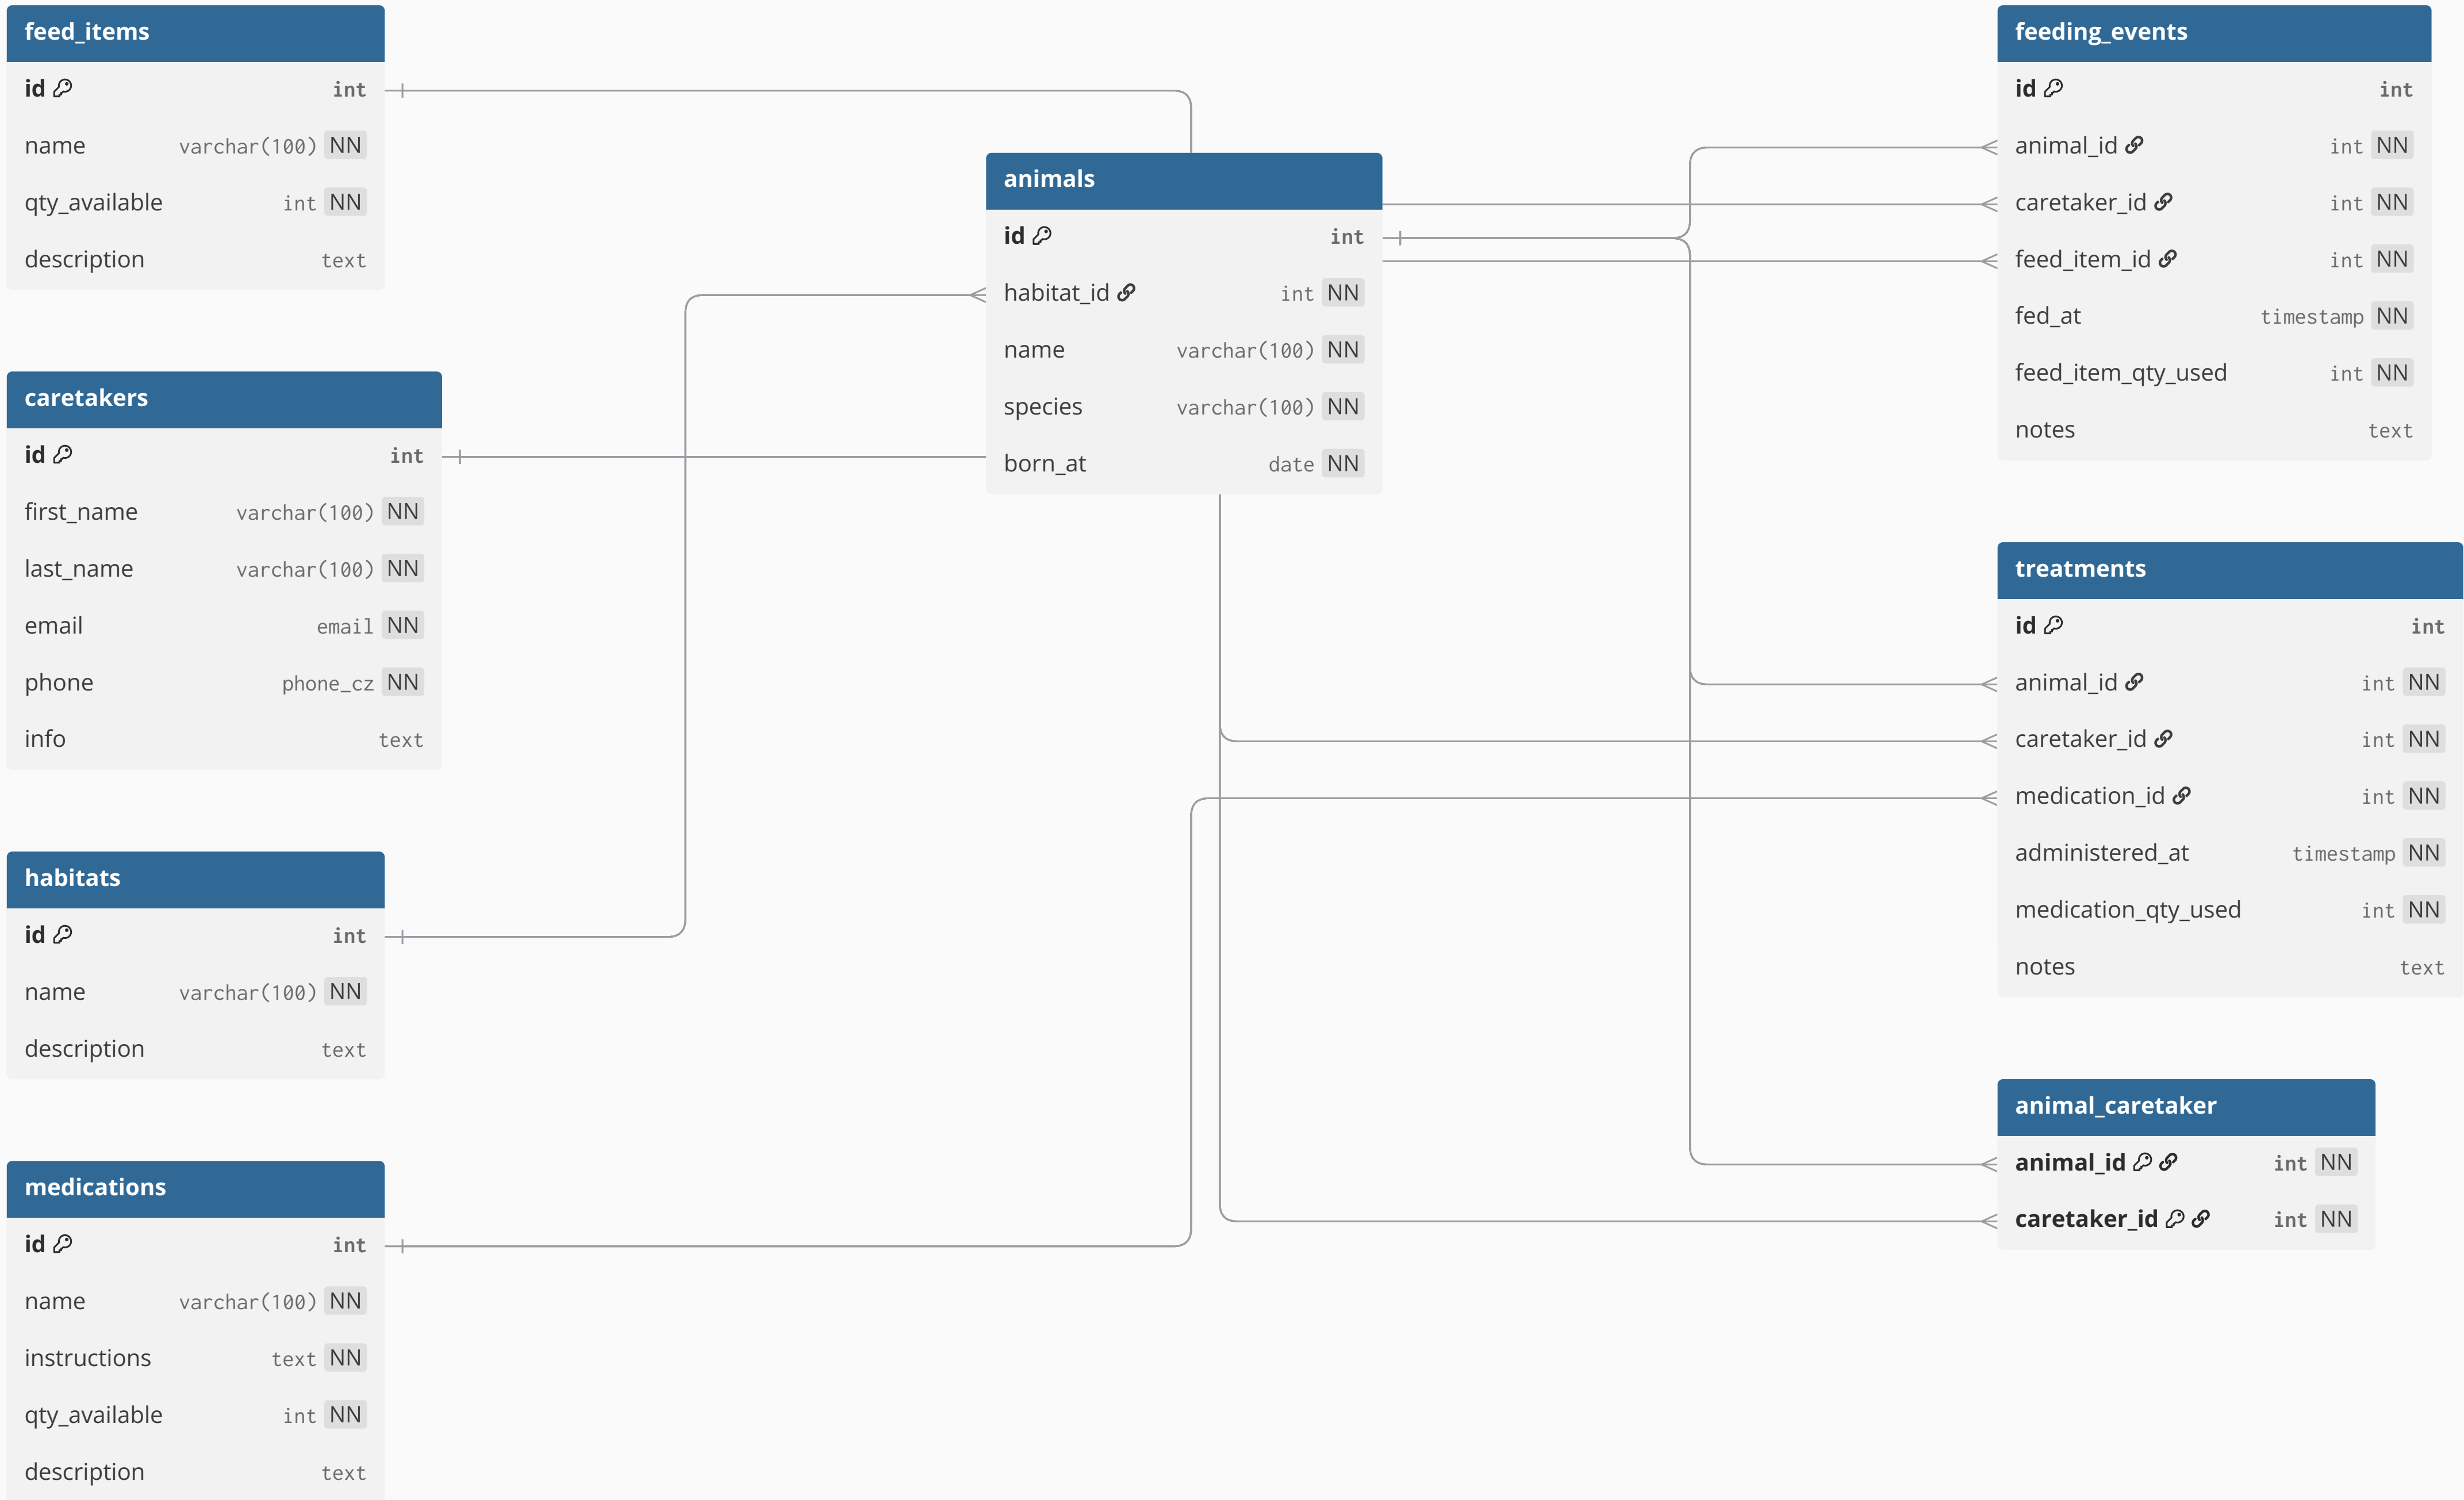 feed_items
id int
name varchar(100) NN
qty_available int NN
description text
caretakers
id int
first_name varchar(100) NN
last_name varchar(100) NN
email email NN
phone phone_cz NN
info text
habitats
id int
name varchar(100) NN
description text
medications
id int
name varchar(100) NN
instructions text NN
qty_available int NN
description text
animals
id int
habitat_id int NN
name varchar(100) NN
species varchar(100) NN
born_at date NN
feeding_events
id int
animal_id int NN
caretaker_id int NN
feed_item_id int NN
fed_at timestamp NN
feed_item_qty_used int NN
notes text
treatments
id int
animal_id int NN
caretaker_id int NN
medication_id int NN
administered_at timestamp NN
medication_qty_used int NN
notes text
animal_caretaker
animal_id int NN
caretaker_id int NN